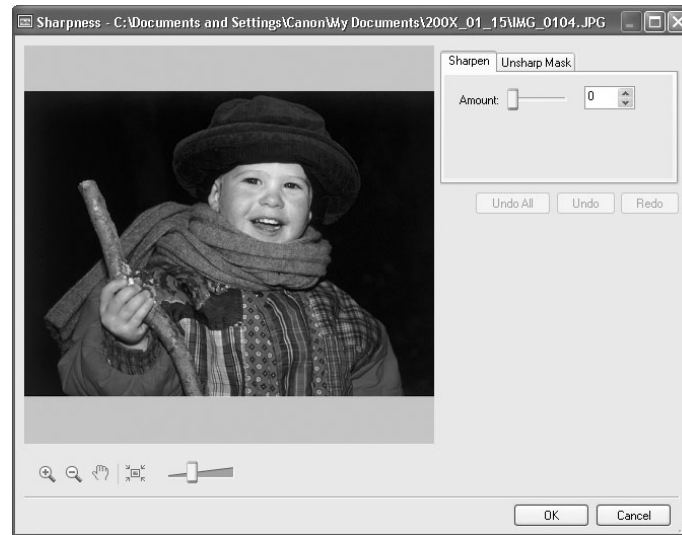 Sharpness - C:\Documents and Settings\Canon\My Documents\200X_01_15\IMG_0104.JPG
Sharpen Unsharp Mask
Amount: 0
Undo All Undo Redo
OK Cancel